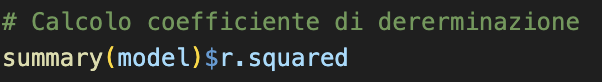 # Calcolo coefficiente di dererminazione
summary(model)$r.squared